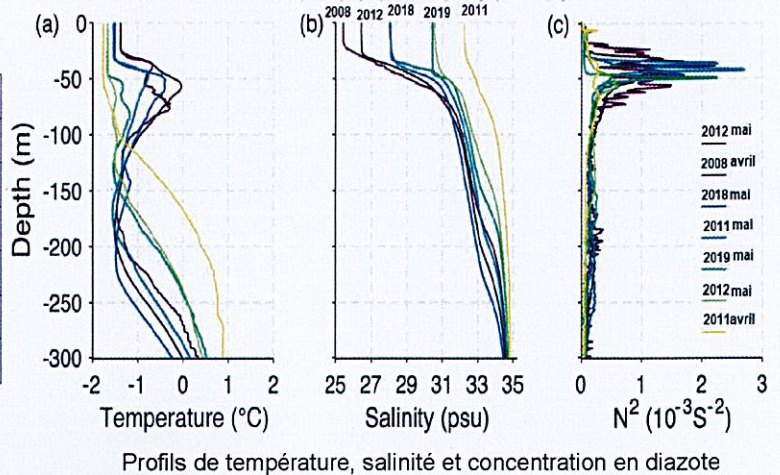 (a)
(b)
(c)
2008 2012 2018 2019 2011
0
-50
-100
-150
-200
-250
-300
Depth (m)
2012 mai
2008 avril
2018 mai
2011 mai
2019 mai
2012 mai
2011 avril
-2 -1 0 1 2
25 27 29 31 33 35
0 1 2 3
Temperature (°C)
Salinity (psu)
N² (10⁻³S⁻²)
Profils de température, salinité et concentration en diazote